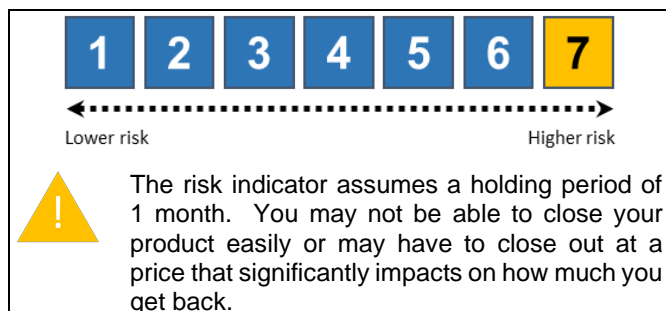 1 2 3 4 5 6 7
Lower risk Higher risk
!
The risk indicator assumes a holding period of
1 month. You may not be able to close your
product easily or may have to close out at a
price that significantly impacts on how much you
get back.